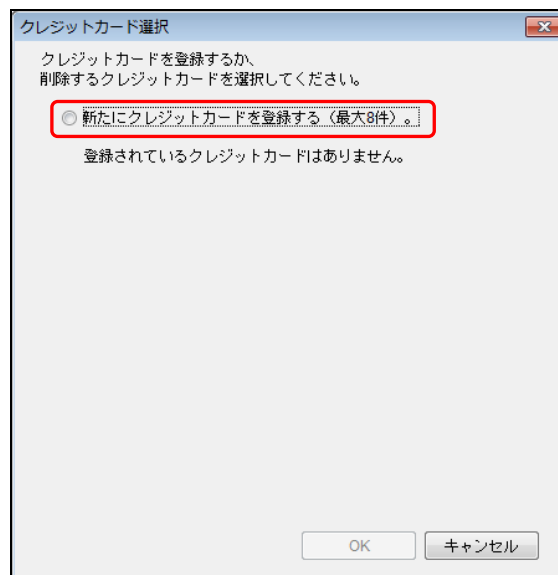 クレジットカード選択
クレジットカードを登録するか、
削除するクレジットカードを選択してください。
新たにクレジットカードを登録する（最大8件）。
登録されているクレジットカードはありません。
OK
キャンセル